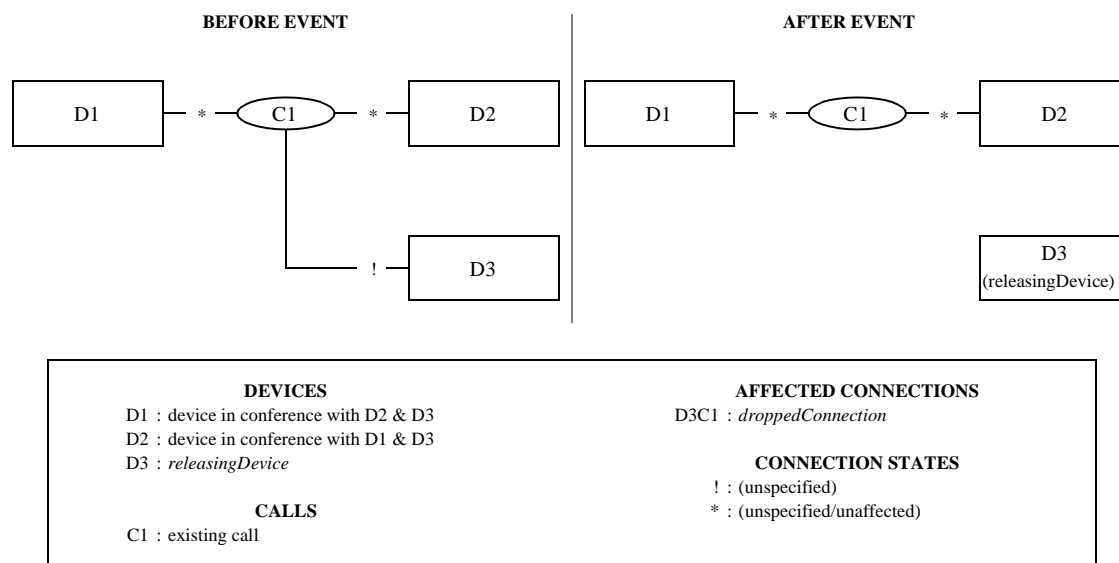 BEFORE EVENT
AFTER EVENT
D1 * C1 * D2
D1 * C1 * D2
! D3
D3
(releasingDevice)
DEVICES
D1 : device in conference with D2 & D3
D2 : device in conference with D1 & D3
D3 : releasingDevice
CALLS
C1 : existing call
AFFECTED CONNECTIONS
D3C1 : droppedConnection
CONNECTION STATES
! : (unspecified)
* : (unspecified/unaffected)